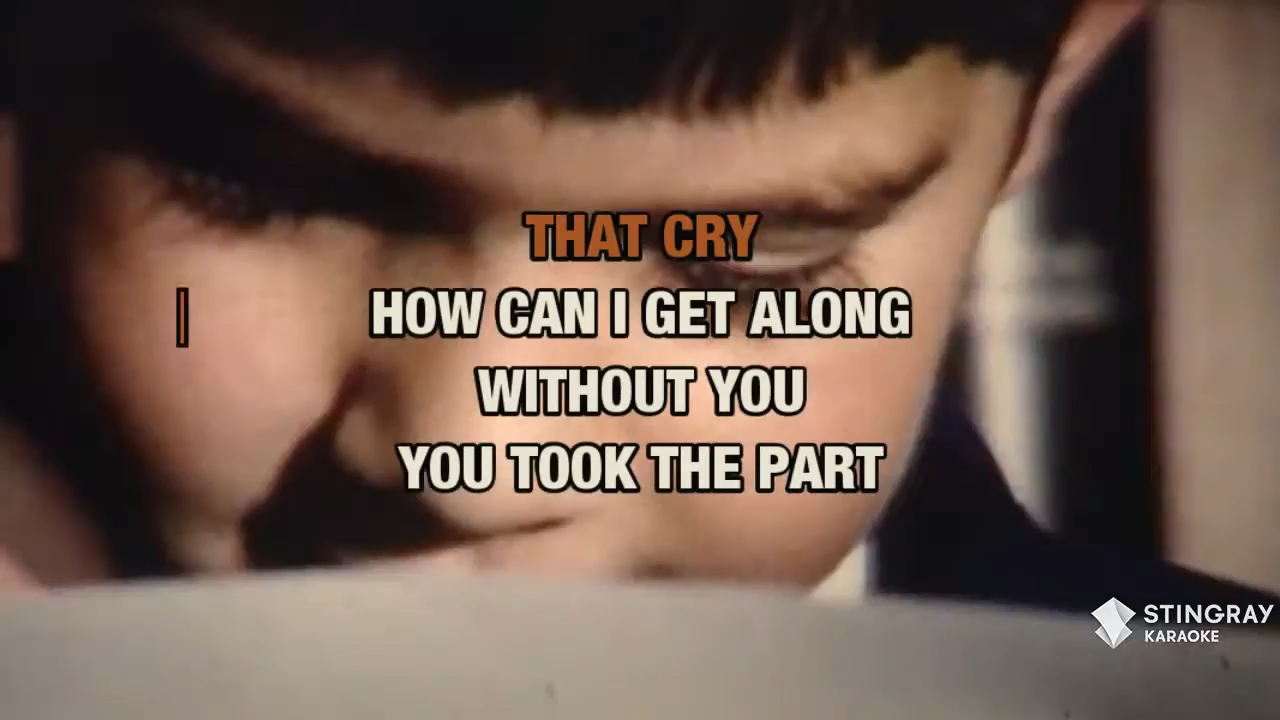 THAT CRY
HOW CAN I GET ALONG
WITHOUT YOU
YOU TOOK THE PART
STINGRAY
KARAOKE